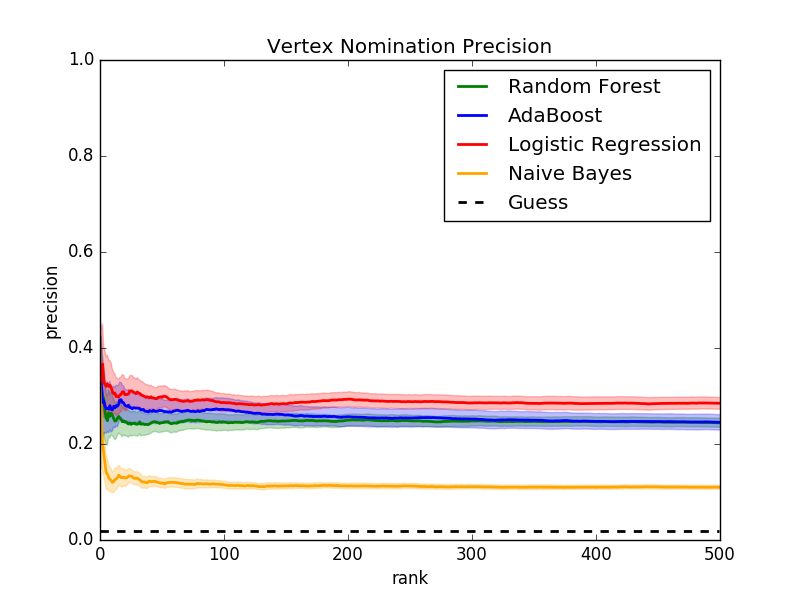 Vertex Nomination Precision
1.0
0.8
0.6
0.4
0.2
0.0
precision
Random Forest
AdaBoost
Logistic Regression
Naive Bayes
Guess
0 100 200 300 400 500
rank